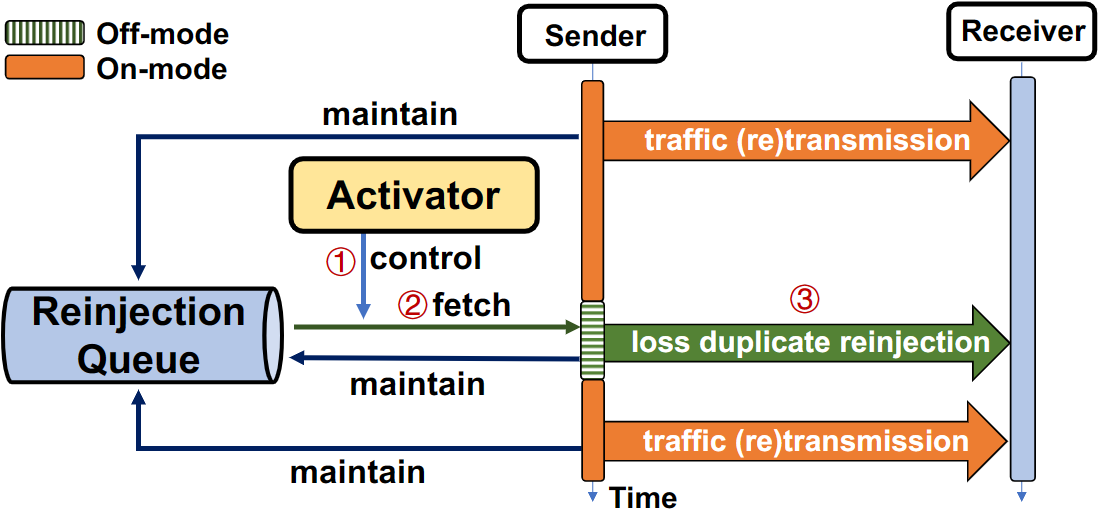 Off-mode
On-mode
Sender
Receiver
maintain
traffic (re)transmission
Activator
① control
② fetch
③
Reinjection
Queue
loss duplicate reinjection
maintain
traffic (re)transmission
maintain
Time